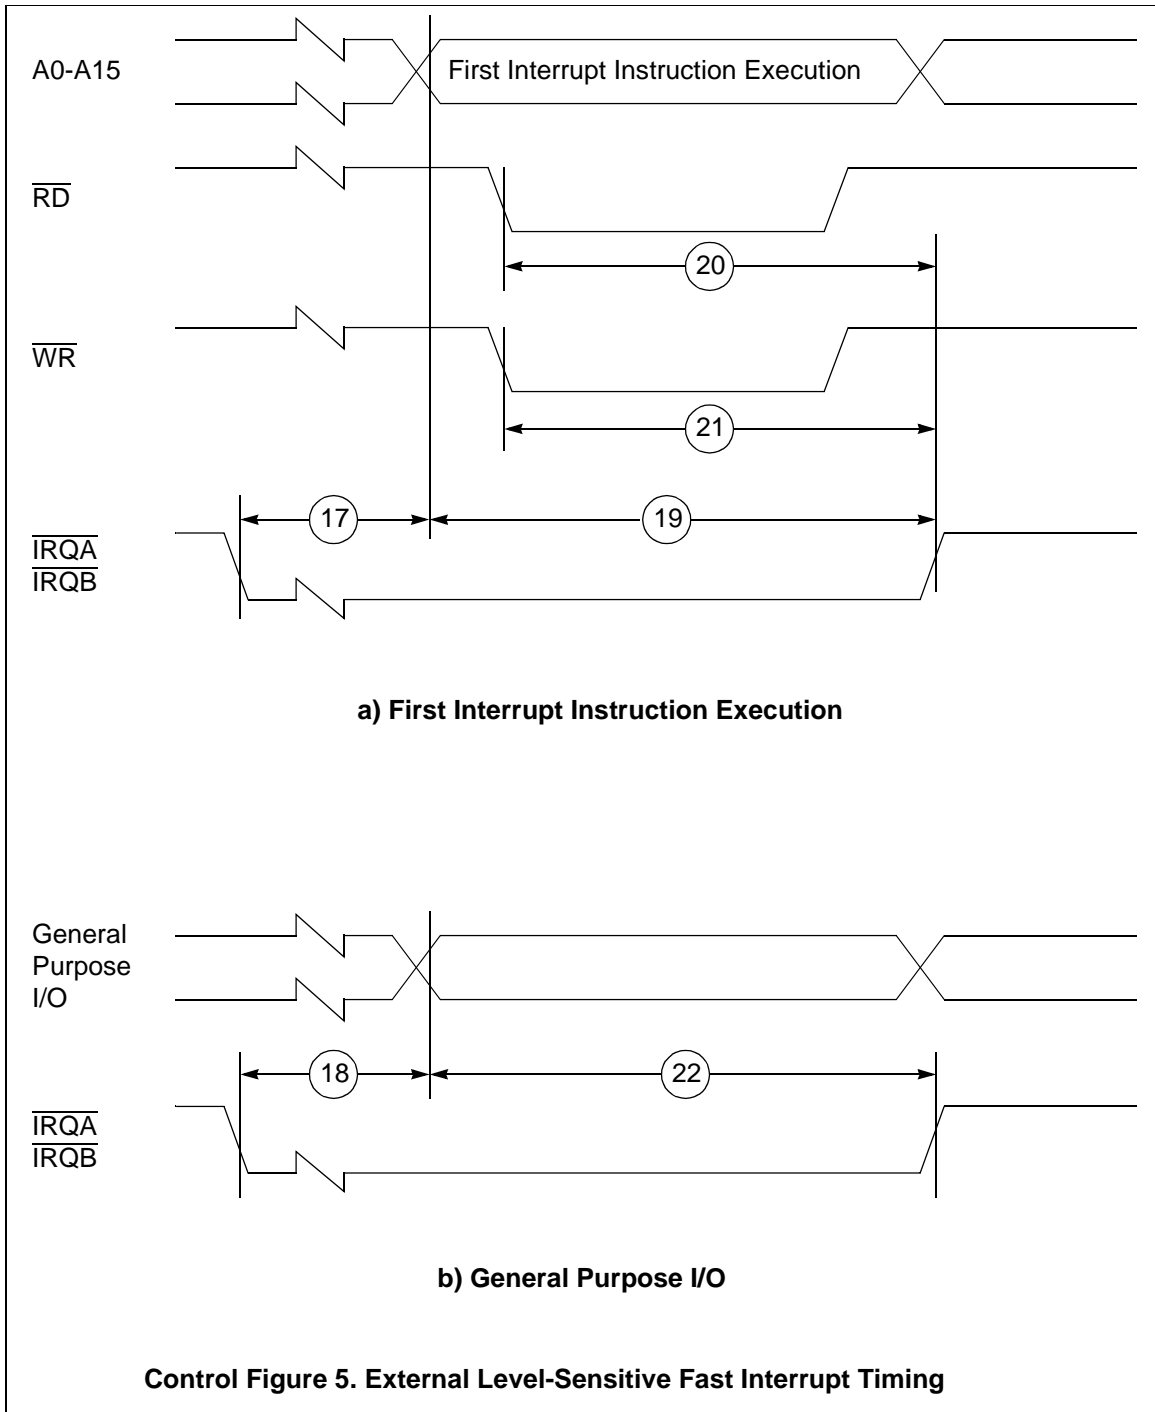 A0-A15
First Interrupt Instruction Execution
RD
20
WR
21
17
19
IRQA
IRQB
a) First Interrupt Instruction Execution
General
Purpose
I/O
18
22
IRQA
IRQB
b) General Purpose I/O
Control Figure 5. External Level-Sensitive Fast Interrupt Timing